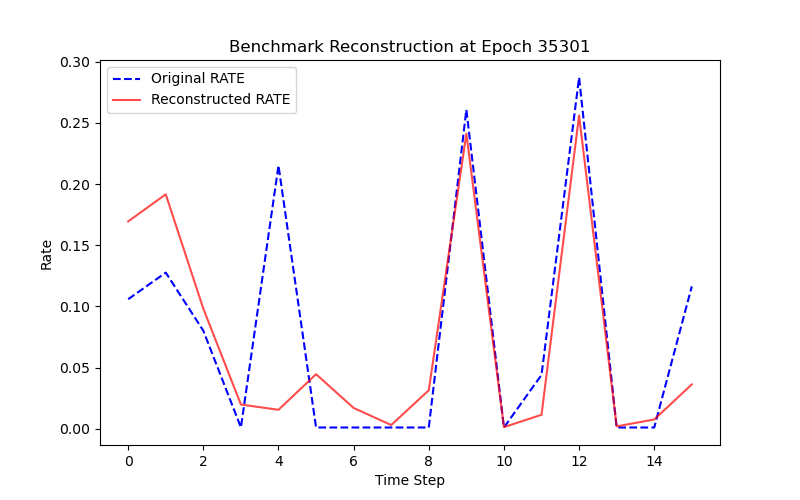 Benchmark Reconstruction at Epoch 35301
Original RATE
Reconstructed RATE
0.30
0.25
0.20
0.15
0.10
0.05
0.00
Rate
0 2 4 6 8 10 12 14
Time Step